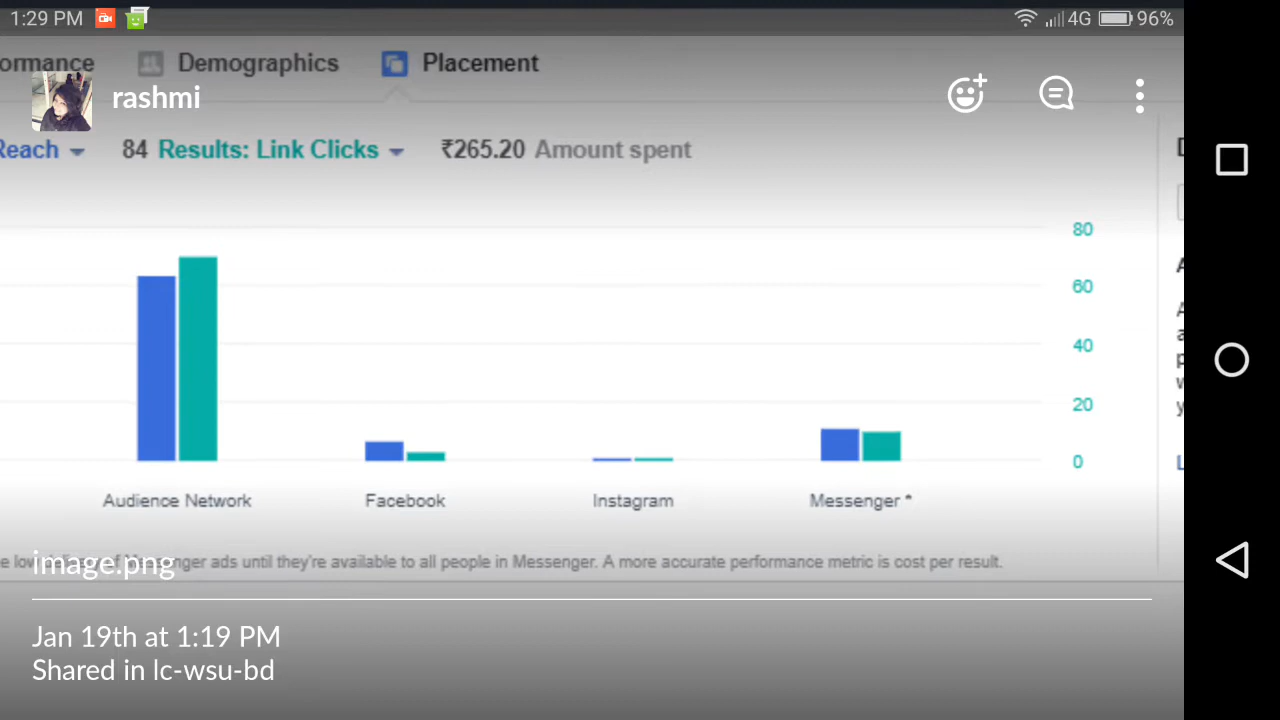 1:29 PM 4G 96%
Demographics Placement
rashmi
Reach 84 Results: Link Clicks ₹265.20 Amount spent
80
60
40
20
0
Audience Network Facebook Instagram Messenger *
ads until they're available to all people in Messenger. A more accurate performance metric is cost per result.
image.png
Jan 19th at 1:19 PM
Shared in lc-wsu-bd